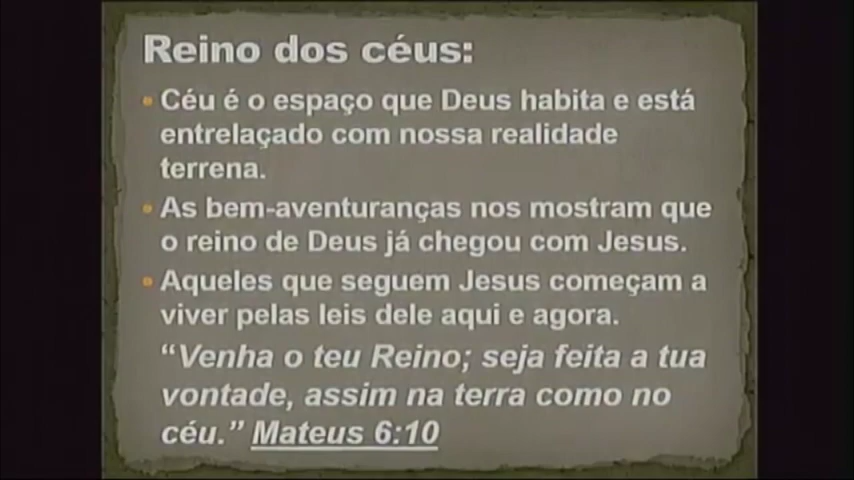 Reino dos céus:
Céu é o espaço que Deus habita e está
entrelaçado com nossa realidade
terrena.
As bem-aventuranças nos mostram que
o reino de Deus já chegou com Jesus.
Aqueles que seguem Jesus começam a
viver pelas leis dele aqui e agora.
“Venha o teu Reino; seja feita a tua
vontade, assim na terra como no
céu.” Mateus 6:10